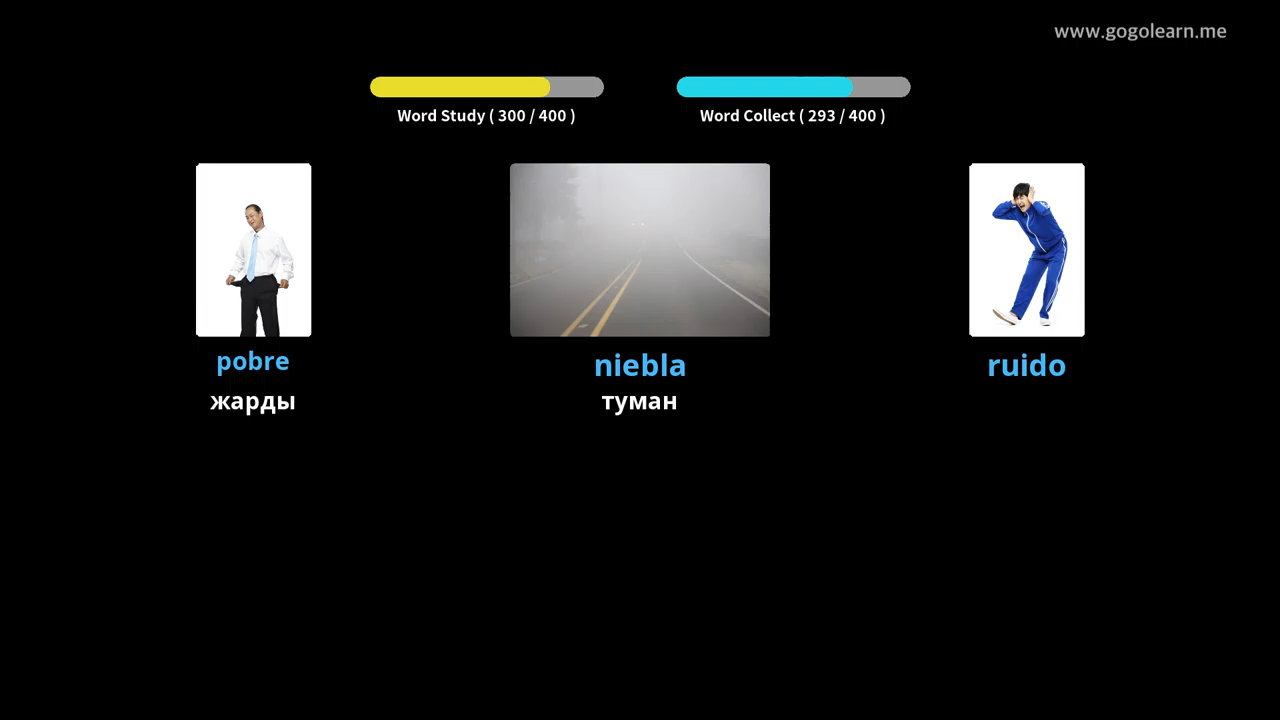 www.gogolearn.me
Word Study ( 300 / 400 )
Word Collect ( 293 / 400 )
pobre
жарды
niebla
туман
ruido